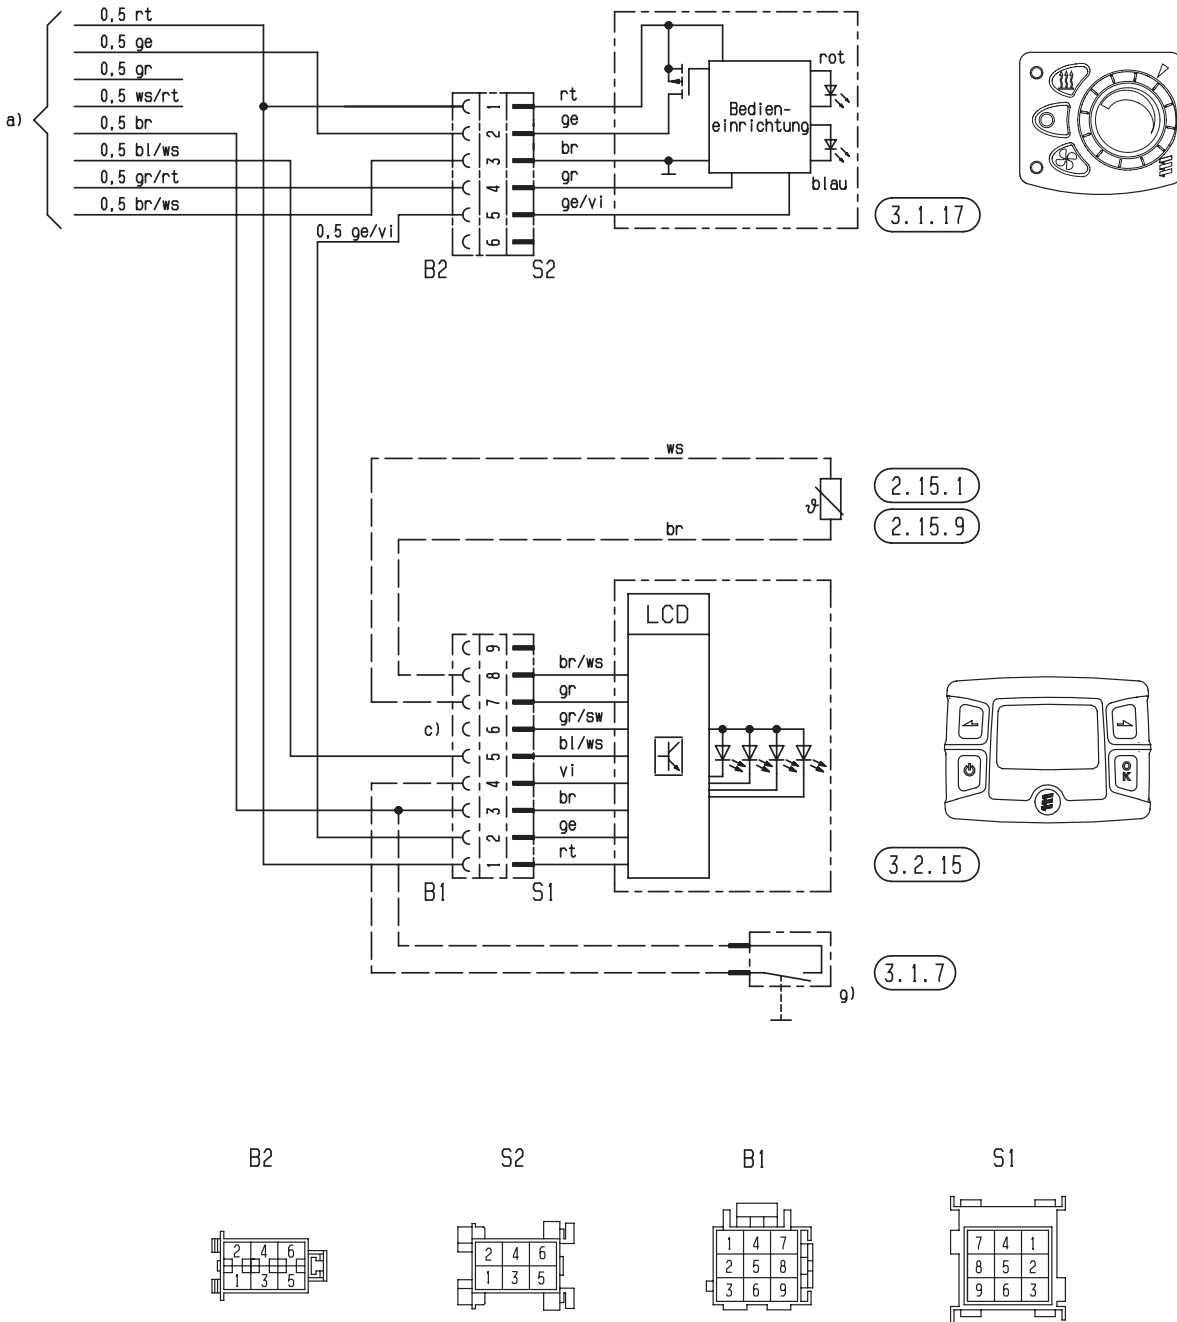 a)
0,5 rt
0,5 ge
0,5 gr
0,5 ws/rt
0,5 br
0,5 bl/ws
0,5 gr/rt
0,5 br/ws
0,5 ge/vi
1
2
3
4
5
6
B2
S2
rt
ge
br
gr
ge/vi
Bedien-
einrichtung
rot
blau
3.1.17
ws
br
ϑ
2.15.1
2.15.9
LCD
c)
9
8
7
6
5
4
3
2
1
br/ws
gr
gr/sw
bl/ws
vi
br
ge
rt
B1
S1
OK
3.2.15
g)
3.1.7
B2
S2
B1
S1
2 4 6
1 3 5
2 4 6
1 3 5
1 4 7
2 5 8
3 6 9
7 4 1
8 5 2
9 6 3